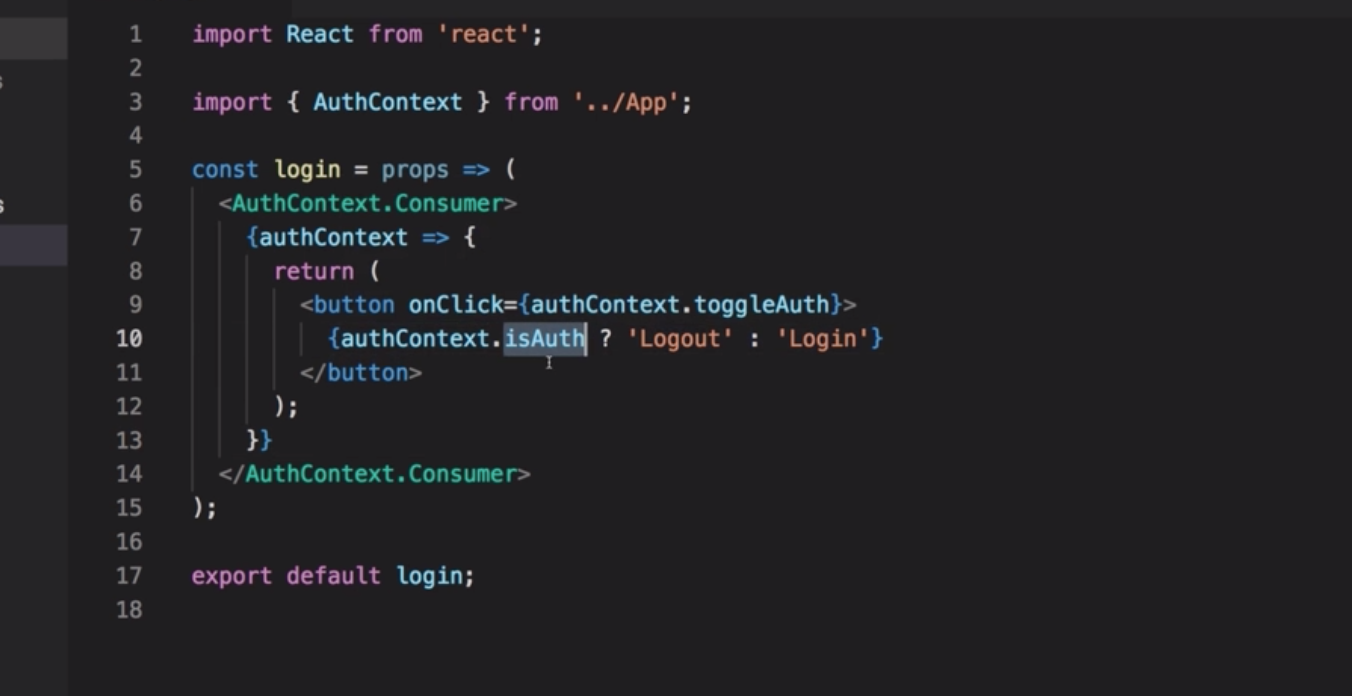 1 import React from 'react';
2
3 import { AuthContext } from '../App';
4
5 const login = props => (
6 <AuthContext.Consumer>
7 {authContext => {
8 return (
9 <button onClick={authContext.toggleAuth}>
10 {authContext.isAuth ? 'Logout' : 'Login'}
11 </button>
12 );
13 }}
14 </AuthContext.Consumer>
15 );
16
17 export default login;
18
s
s